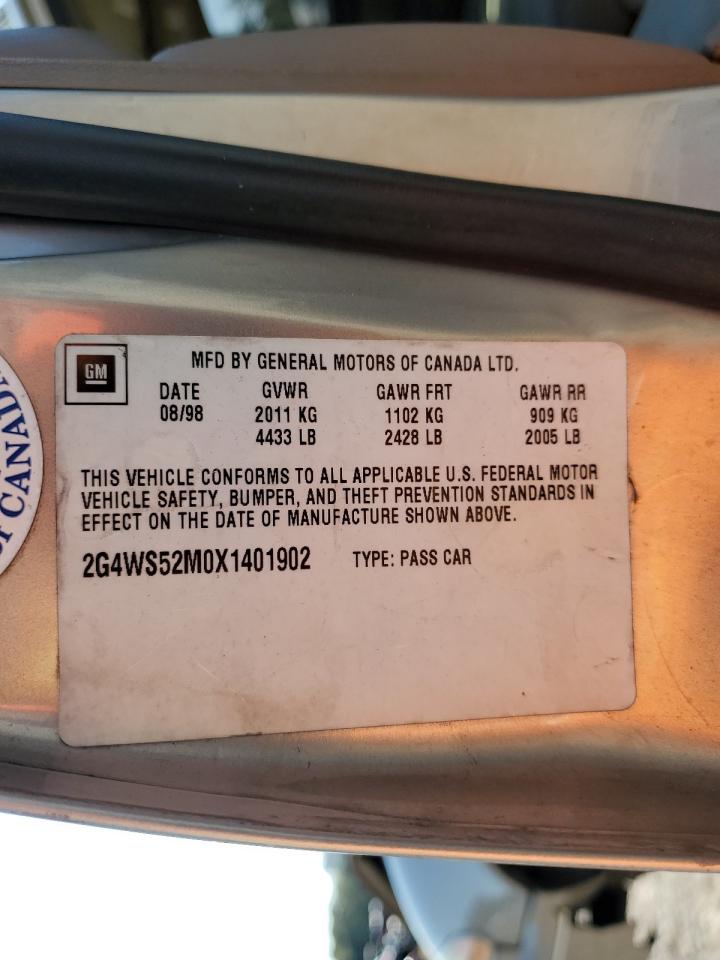 GM
MFD BY GENERAL MOTORS OF CANADA LTD.
DATE GVWR GAWR FRT GAWR RR
08/98 2011 KG 1102 KG 909 KG
4433 LB 2428 LB 2005 LB
THIS VEHICLE CONFORMS TO ALL APPLICABLE U.S. FEDERAL MOTOR
VEHICLE SAFETY, BUMPER, AND THEFT PREVENTION STANDARDS IN
EFFECT ON THE DATE OF MANUFACTURE SHOWN ABOVE.
2G4WS52M0X1401902 TYPE: PASS CAR
OF CANADA